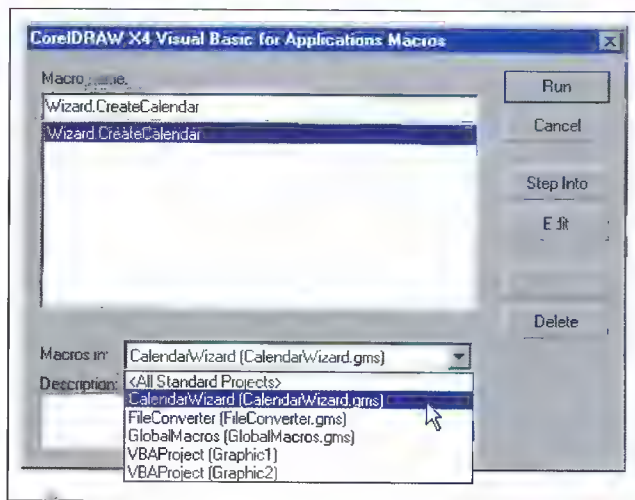 CorelDRAW X4 Visual Basic for Applications Macros
Macro
Wizard.CreateCalendar
Wizard.CreateCalendar
Run
Cancel
Step Into
Edit
Delete
Macros in: CalendarWizard (CalendarWizard.gms)
Description:
<All Standard Projects>
CalendarWizard (CalendarWizard.gms)
FileConverter (FileConverter.gms)
GlobalMacros (GlobalMacros.gms)
VBAProject (Graphic1)
VBAProject (Graphic2)